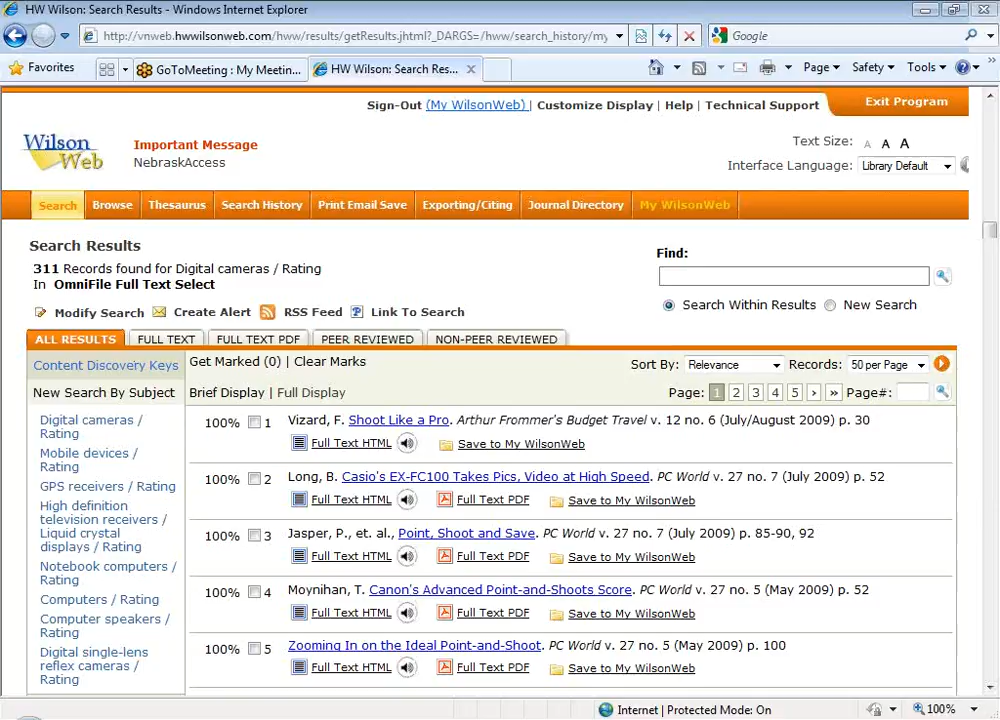 HW Wilson: Search Results - Windows Internet Explorer
http://vnweb.hwwilsonweb.com/hww/results/getResults.jhtml?_DARGS=/hww/search_history/my
Google
Favorites
GoToMeeting : My Meetin...
HW Wilson: Search Res...
Page
Safety
Tools
Sign-Out (My WilsonWeb) | Customize Display | Help | Technical Support
Exit Program
Wilson
Web
Important Message
NebraskAccess
Text Size: A A A
Interface Language: Library Default
Search
Browse
Thesaurus
Search History
Print Email Save
Exporting/Citing
Journal Directory
My WilsonWeb
Search Results
311 Records found for Digital cameras / Rating
In OmniFile Full Text Select
Find:
Search Within Results
New Search
Modify Search
Create Alert
RSS Feed
Link To Search
ALL RESULTS
FULL TEXT
FULL TEXT PDF
PEER REVIEWED
NON-PEER REVIEWED
Content Discovery Keys
New Search By Subject
Digital cameras /
Rating
Mobile devices /
Rating
GPS receivers / Rating
High definition
television receivers /
Liquid crystal
displays / Rating
Notebook computers /
Rating
Computers / Rating
Computer speakers /
Rating
Digital single-lens
reflex cameras /
Rating
Get Marked (0) | Clear Marks
Sort By: Relevance
Records: 50 per Page
Brief Display | Full Display
Page: 1 2 3 4 5 › » Page#:
100% 1 Vizard, F. Shoot Like a Pro. Arthur Frommer's Budget Travel v. 12 no. 6 (July/August 2009) p. 30
Full Text HTML Save to My WilsonWeb
100% 2 Long, B. Casio's EX-FC100 Takes Pics, Video at High Speed. PC World v. 27 no. 7 (July 2009) p. 52
Full Text HTML Full Text PDF Save to My WilsonWeb
100% 3 Jasper, P., et. al., Point, Shoot and Save. PC World v. 27 no. 7 (July 2009) p. 85-90, 92
Full Text HTML Full Text PDF Save to My WilsonWeb
100% 4 Moynihan, T. Canon's Advanced Point-and-Shoots Score. PC World v. 27 no. 5 (May 2009) p. 52
Full Text HTML Full Text PDF Save to My WilsonWeb
100% 5 Zooming In on the Ideal Point-and-Shoot. PC World v. 27 no. 5 (May 2009) p. 100
Full Text HTML Full Text PDF Save to My WilsonWeb
Internet | Protected Mode: On
100%